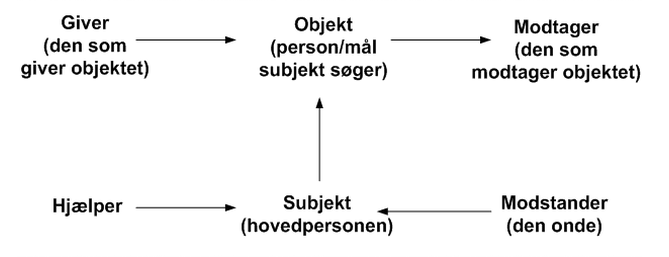 Giver
(den som
giver objektet)
Objekt
(person/mål
subjekt søger)
Modtager
(den som
modtager objektet)
Hjælper
Subjekt
(hovedpersonen)
Modstander
(den onde)